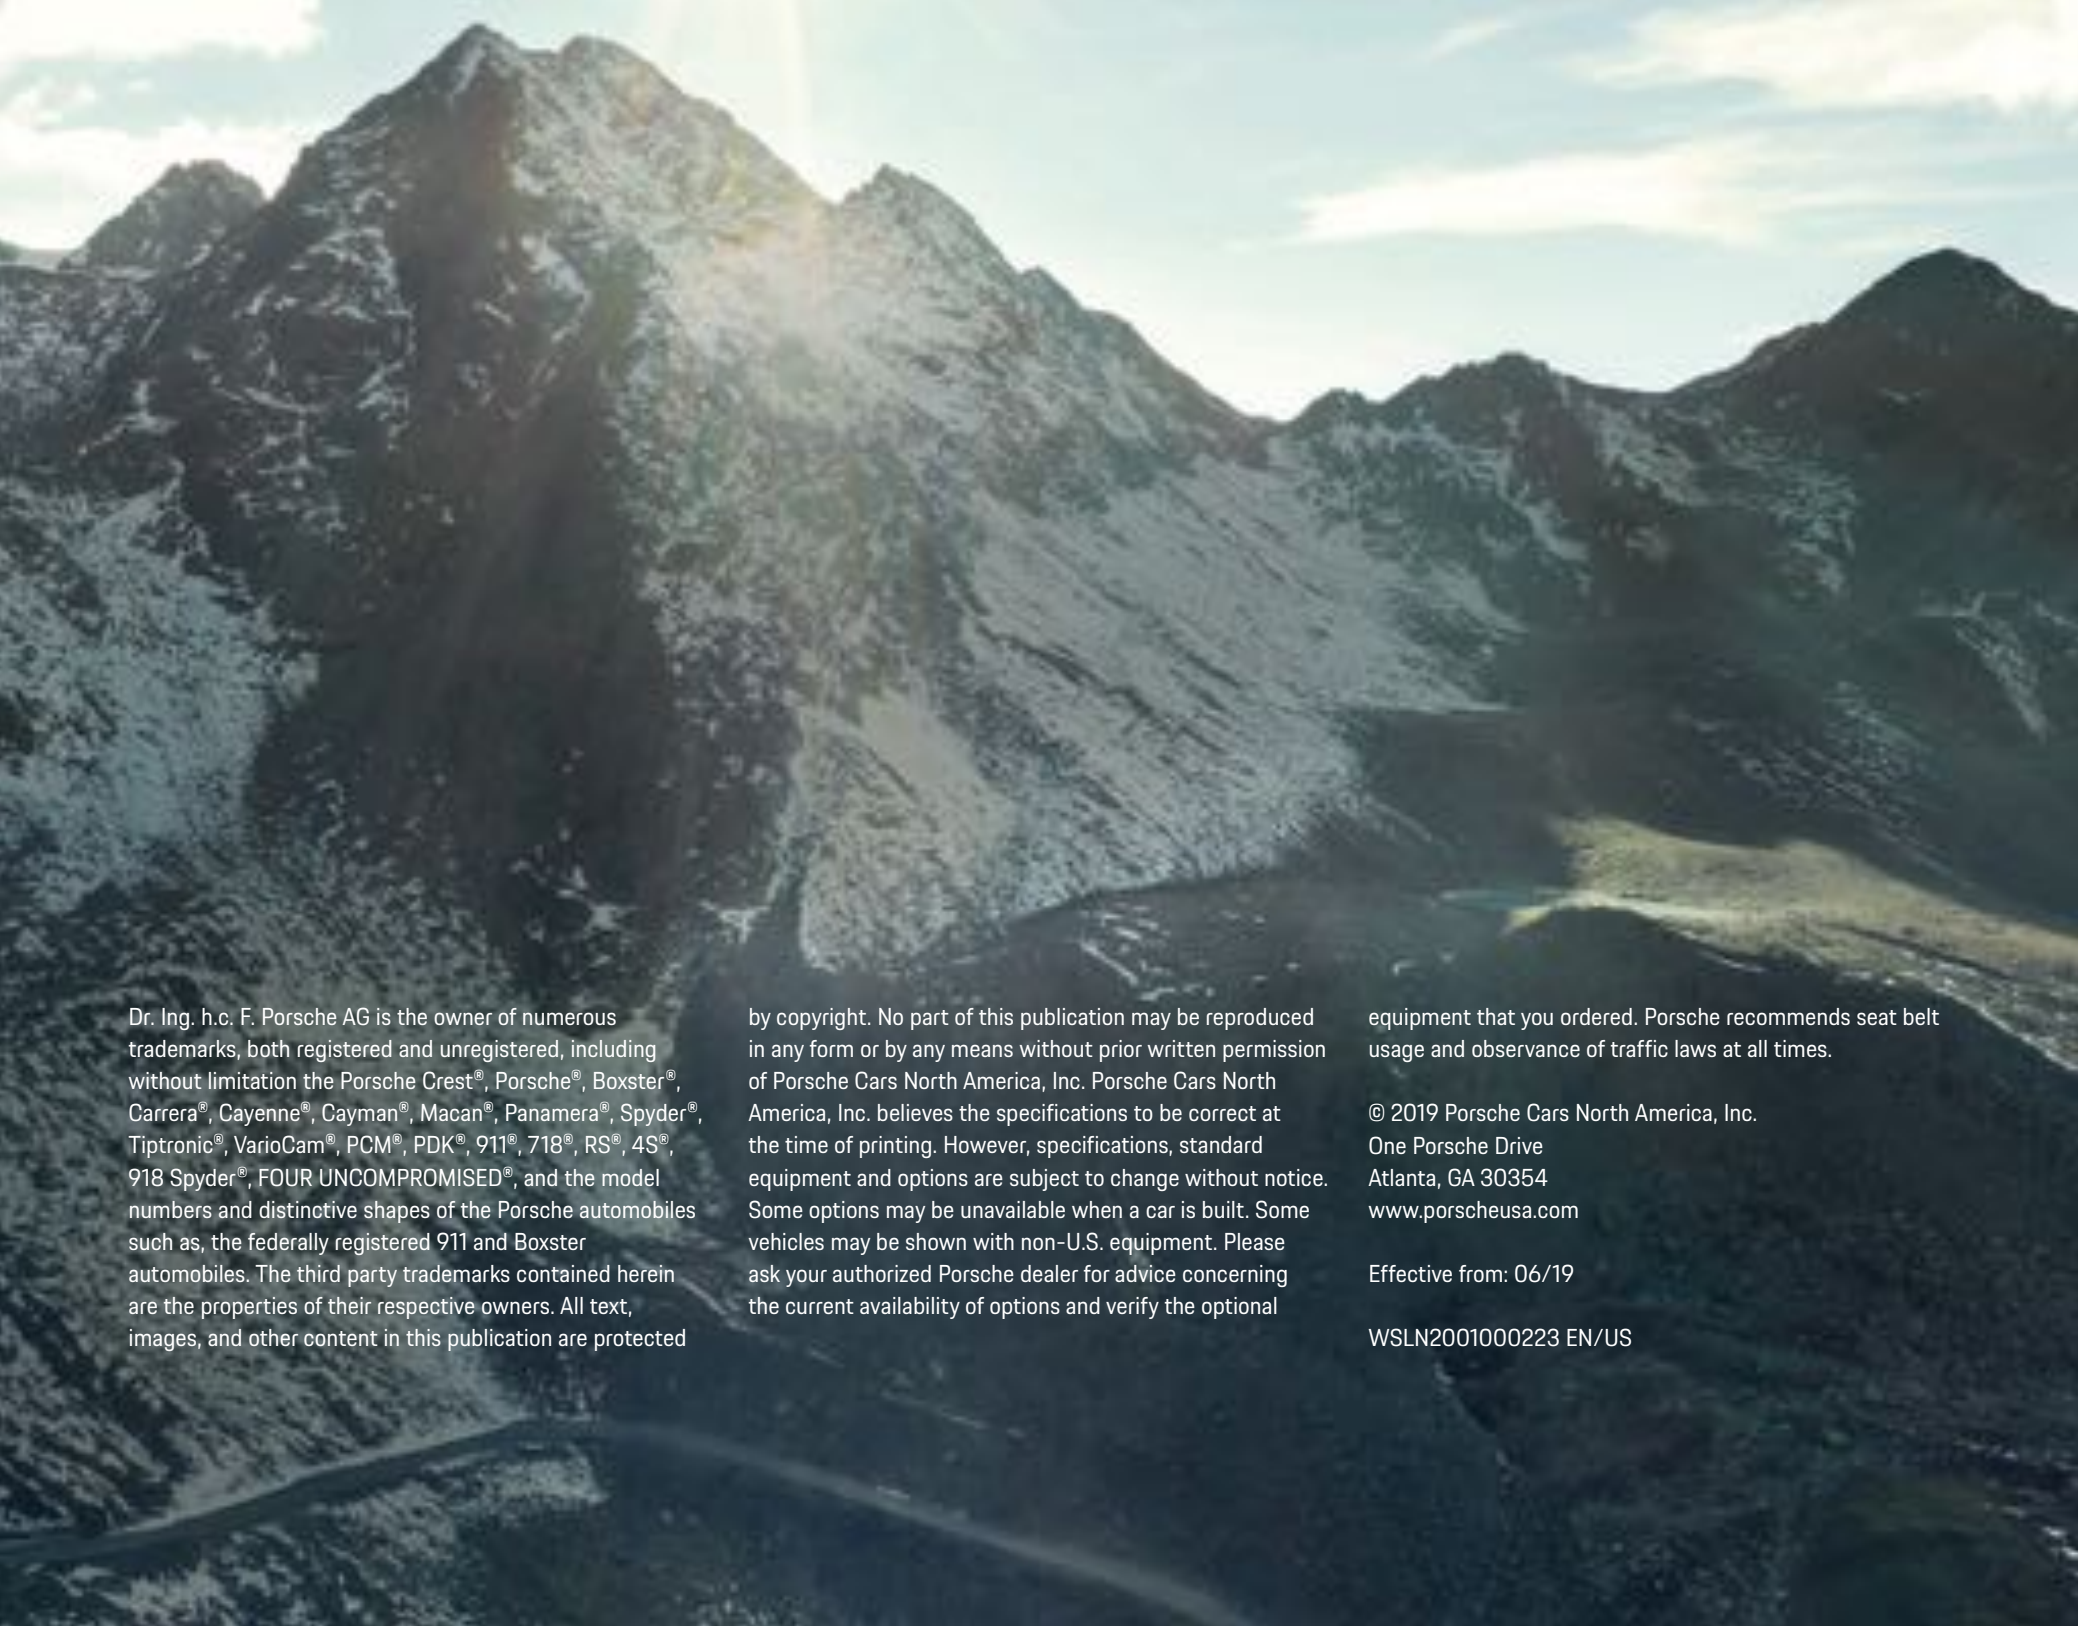 Dr. Ing. h.c. F. Porsche AG is the owner of numerous
trademarks, both registered and unregistered, including
without limitation the Porsche Crest®, Porsche®, Boxster®,
Carrera®, Cayenne®, Cayman®, Macan®, Panamera®, Spyder®,
Tiptronic®, VarioCam®, PCM®, PDK®, 911®, 718®, RS®, 4S®,
918 Spyder®, FOUR UNCOMPROMISED®, and the model
numbers and distinctive shapes of the Porsche automobiles
such as, the federally registered 911 and Boxster
automobiles. The third party trademarks contained herein
are the properties of their respective owners. All text,
images, and other content in this publication are protected
by copyright. No part of this publication may be reproduced
in any form or by any means without prior written permission
of Porsche Cars North America, Inc. Porsche Cars North
America, Inc. believes the specifications to be correct at
the time of printing. However, specifications, standard
equipment and options are subject to change without notice.
Some options may be unavailable when a car is built. Some
vehicles may be shown with non-U.S. equipment. Please
ask your authorized Porsche dealer for advice concerning
the current availability of options and verify the optional
equipment that you ordered. Porsche recommends seat belt
usage and observance of traffic laws at all times.
© 2019 Porsche Cars North America, Inc.
One Porsche Drive
Atlanta, GA 30354
www.porscheusa.com
Effective from: 06/19
WSLN2001000223 EN/US